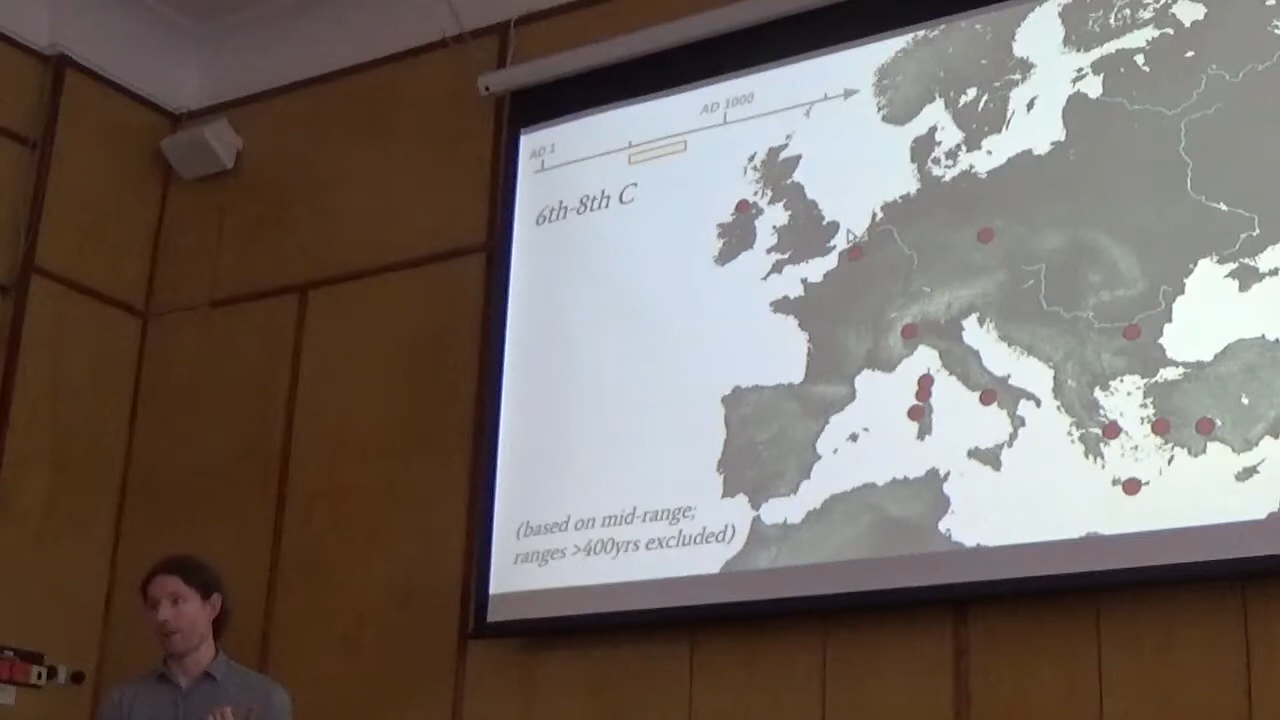 AD 1
AD 1000
6th-8th C
(based on mid-range;
ranges >400yrs excluded)